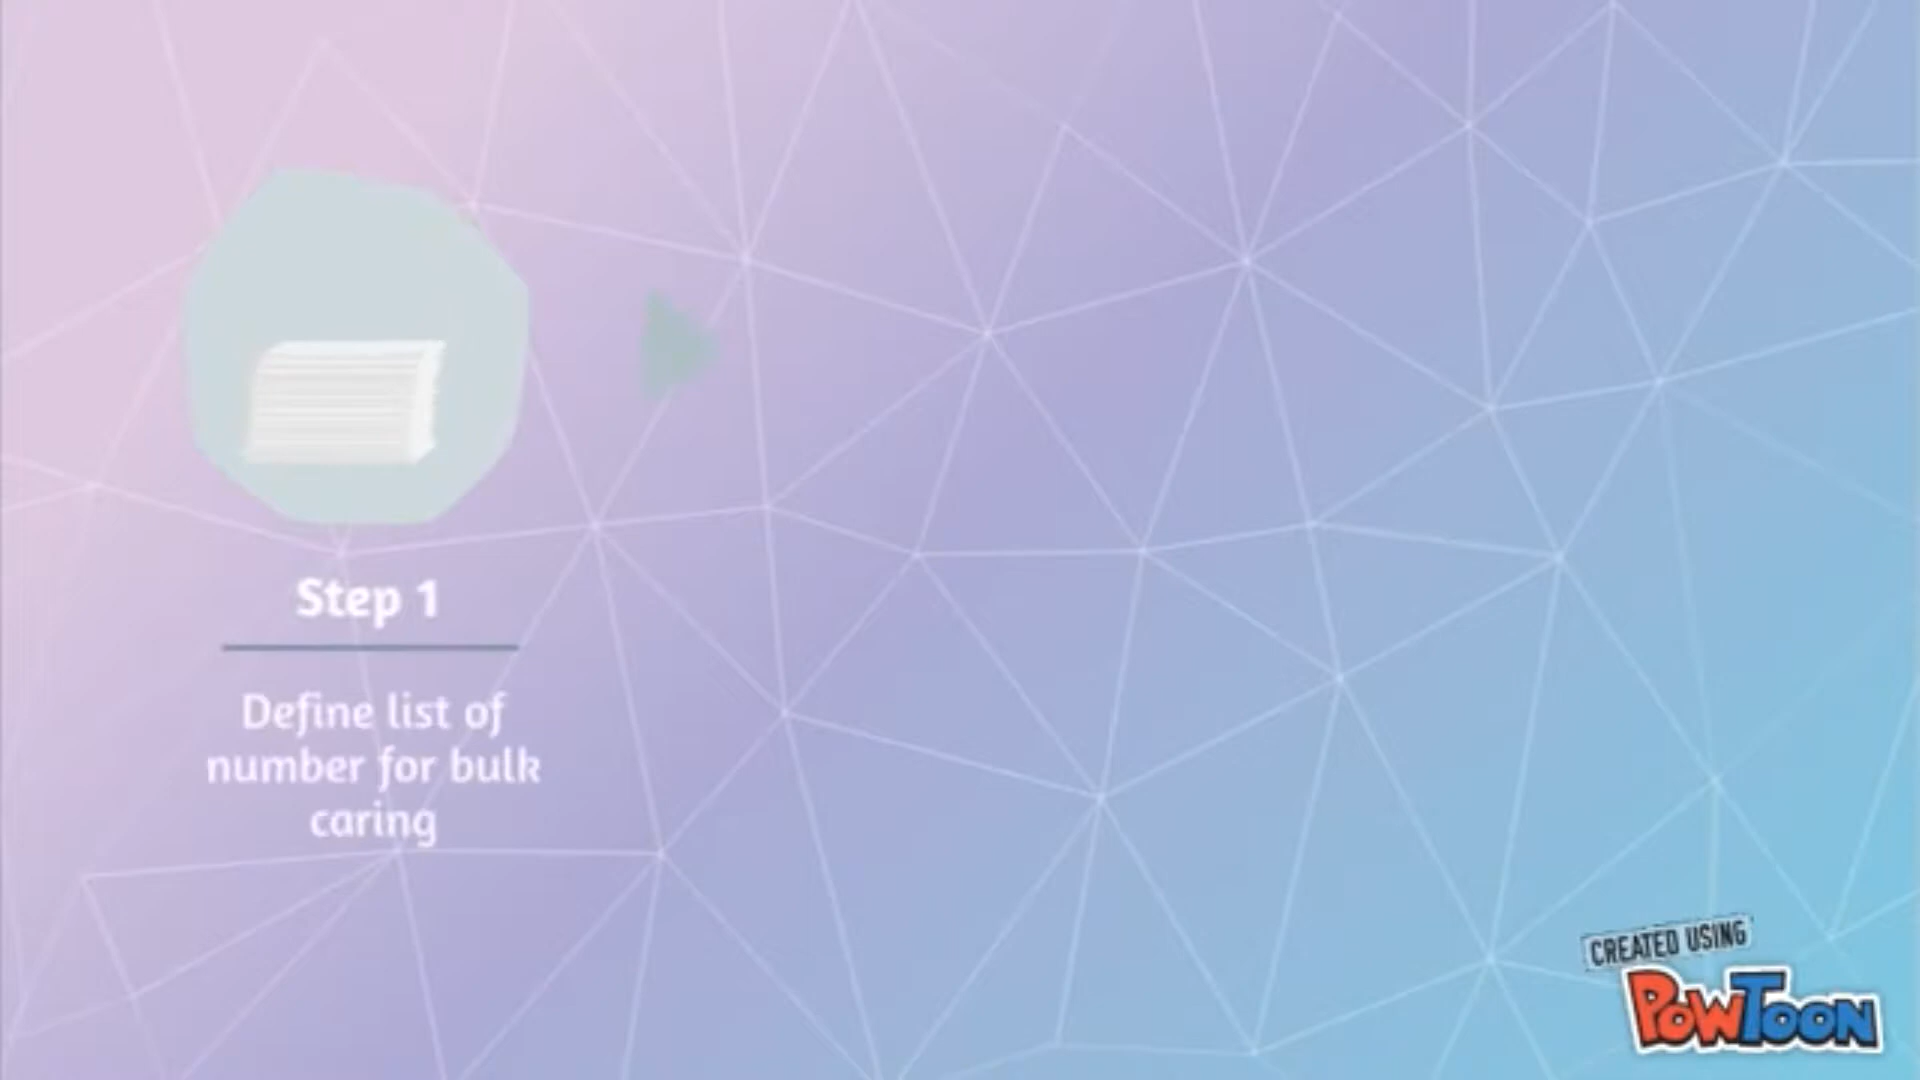 Step 1
Define list of
number for bulk
caring
CREATED USING
POWTOON